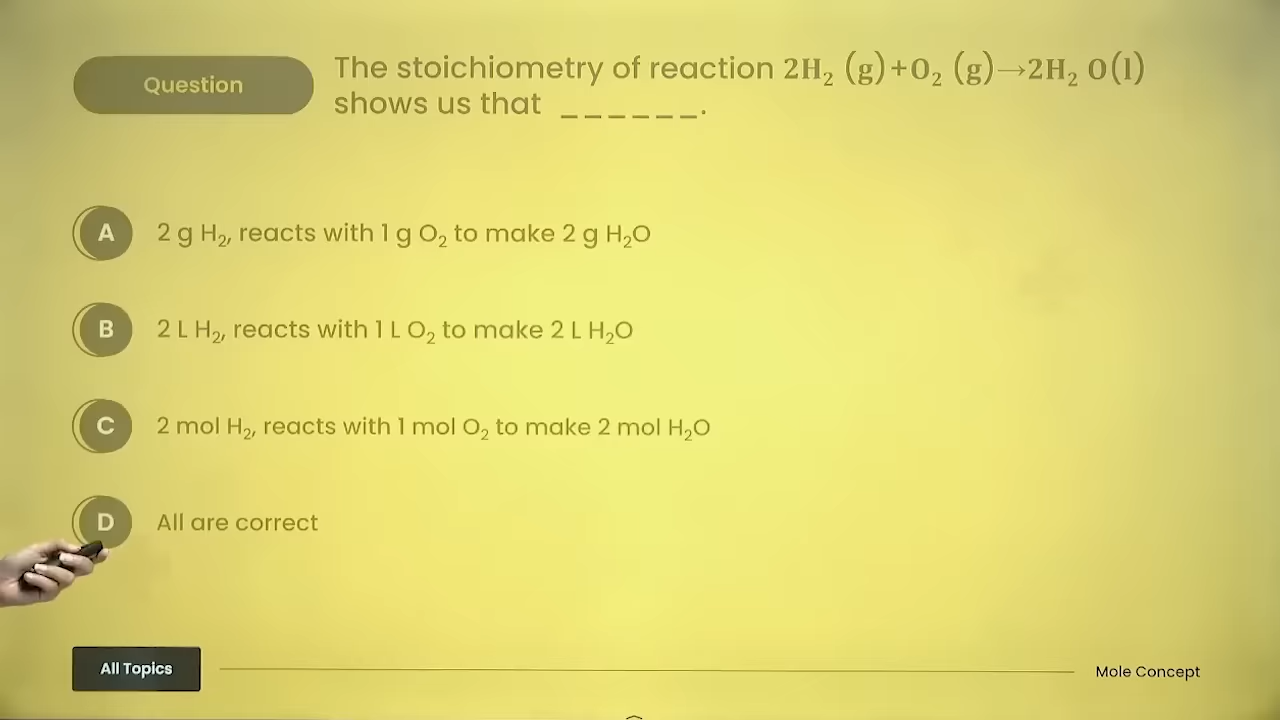 Question
The stoichiometry of reaction 2H₂ (g)+O₂ (g)→2H₂ O(l)
shows us that ______.
A 2 g H₂, reacts with 1 g O₂ to make 2 g H₂O
B 2 L H₂, reacts with 1 L O₂ to make 2 L H₂O
C 2 mol H₂, reacts with 1 mol O₂ to make 2 mol H₂O
D All are correct
All Topics
Mole Concept